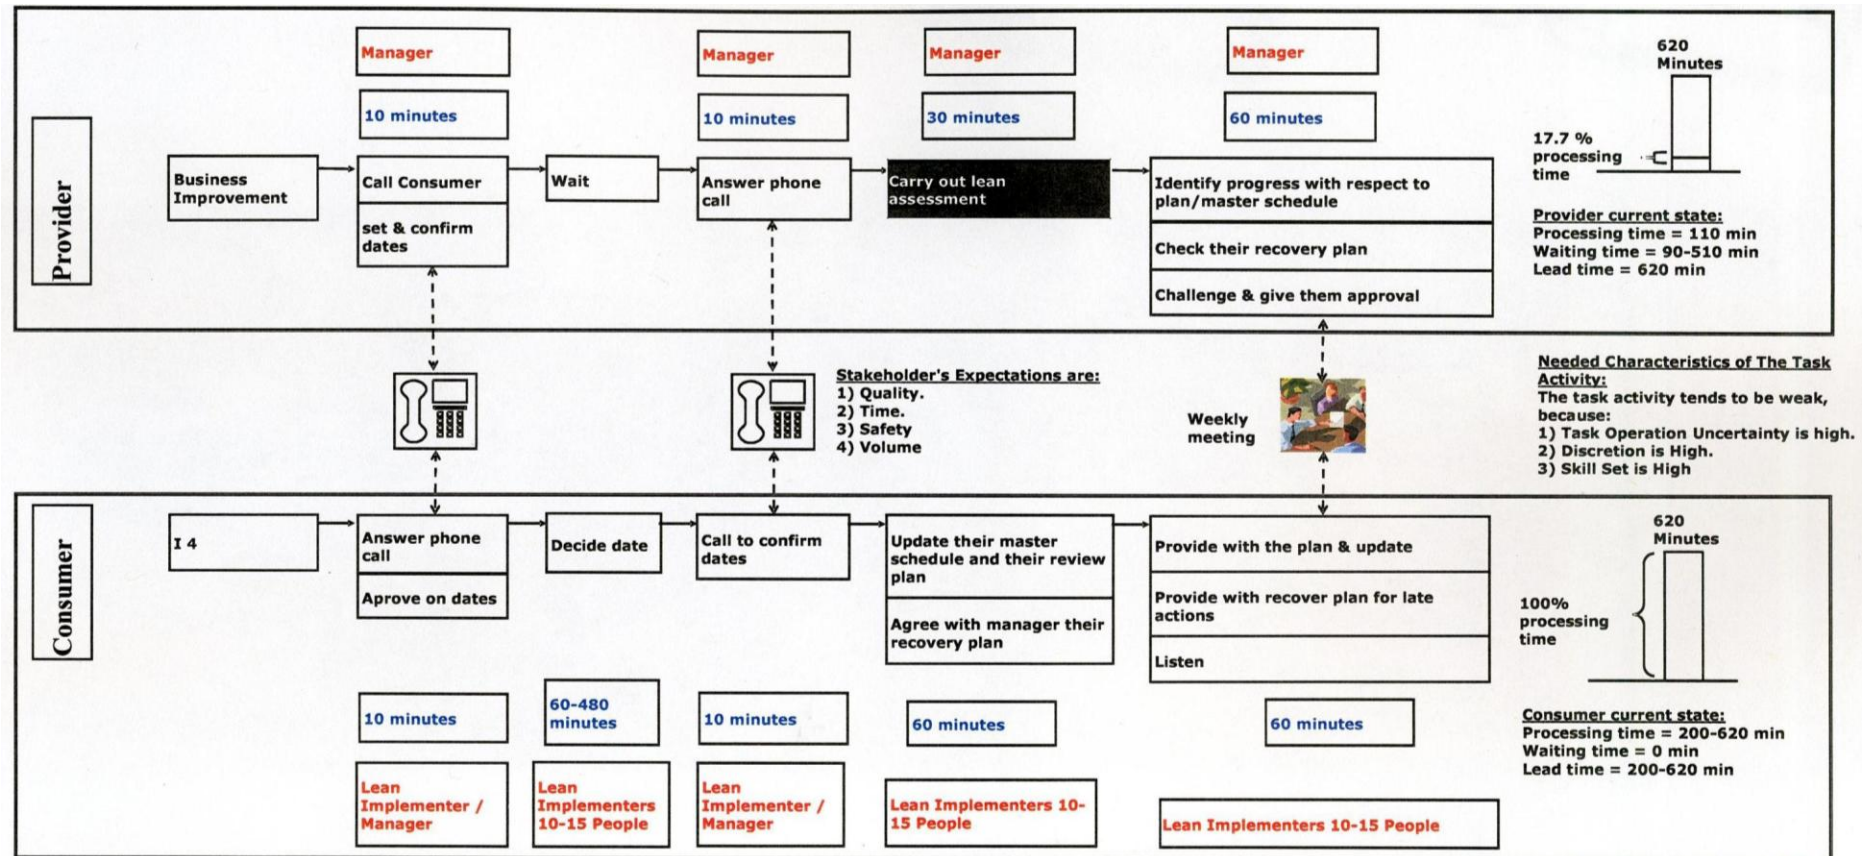 Provider
Manager
Manager
Manager
Manager
10 minutes
10 minutes
30 minutes
60 minutes
Business
Improvement
Call Consumer
set & confirm
dates
Wait
Answer phone
call
Carry out lean
assessment
Identify progress with respect to
plan/master schedule
Check their recovery plan
Challenge & give them approval
620
Minutes
17.7 %
processing
time
Provider current state:
Processing time = 110 min
Waiting time = 90-510 min
Lead time = 620 min
Stakeholder's Expectations are:
1) Quality.
2) Time.
3) Safety
4) Volume
Weekly
meeting
Needed Characteristics of The Task
Activity:
The task activity tends to be weak,
because:
1) Task Operation Uncertainty is high.
2) Discretion is High.
3) Skill Set is High
Consumer
I 4
Answer phone
call
Aprove on dates
Decide date
Call to confirm
dates
Update their master
schedule and their review
plan
Agree with manager their
recovery plan
Provide with the plan & update
Provide with recover plan for late
actions
Listen
10 minutes
60-480
minutes
10 minutes
60 minutes
60 minutes
Lean
Implementer /
Manager
Lean
Implementers
10-15 People
Lean
Implementer /
Manager
Lean Implementers 10-
15 People
Lean Implementers 10-15 People
620
Minutes
100%
processing
time
Consumer current state:
Processing time = 200-620 min
Waiting time = 0 min
Lead time = 200-620 min